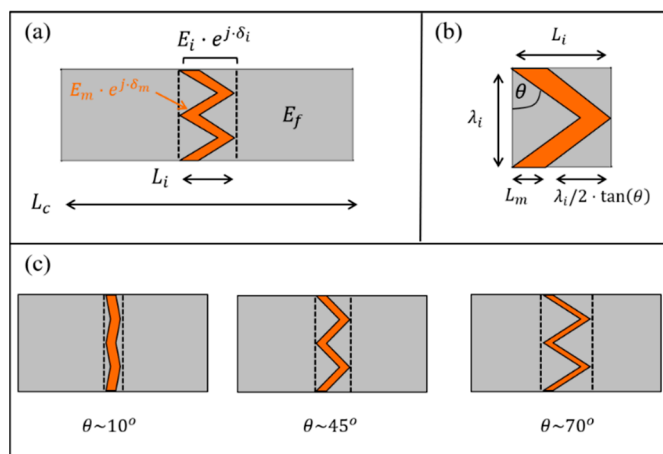 (a)
E_i · e^{j·δ_i}
E_m · e^{j·δ_m}
E_f
L_i
L_c
(b)
L_i
θ
λ_i
L_m
λ_i/2 · tan(θ)
(c)
θ~10°
θ~45°
θ~70°